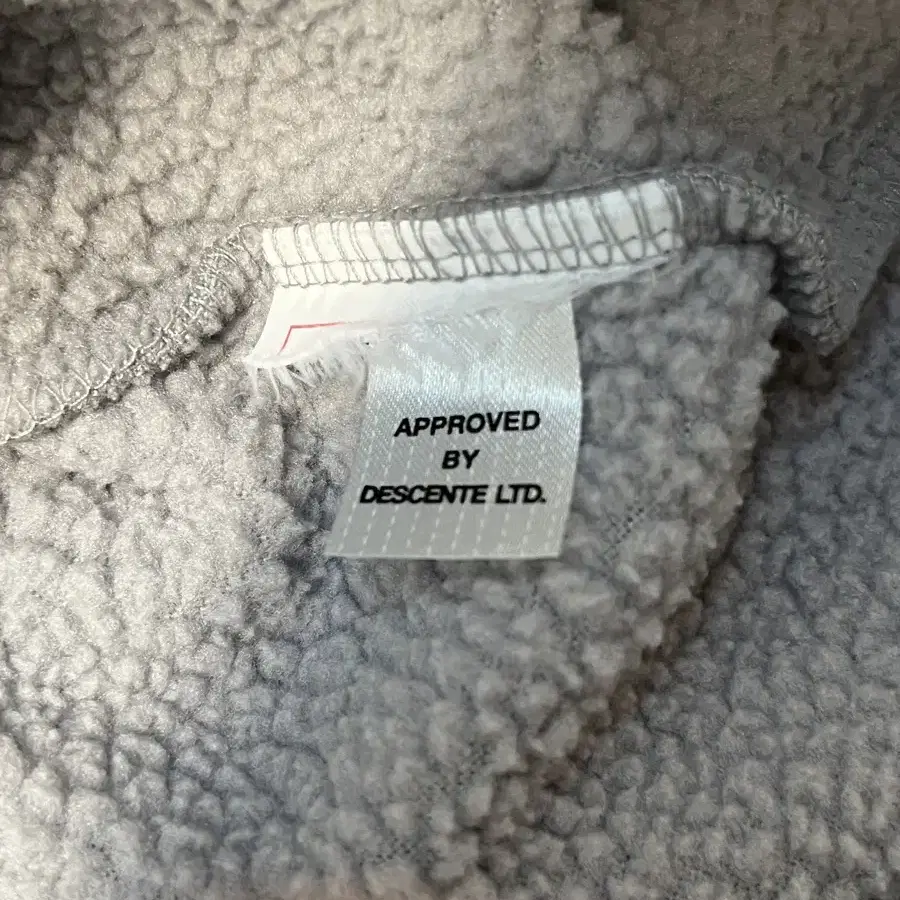 APPROVED
BY
DESCENTE LTD.